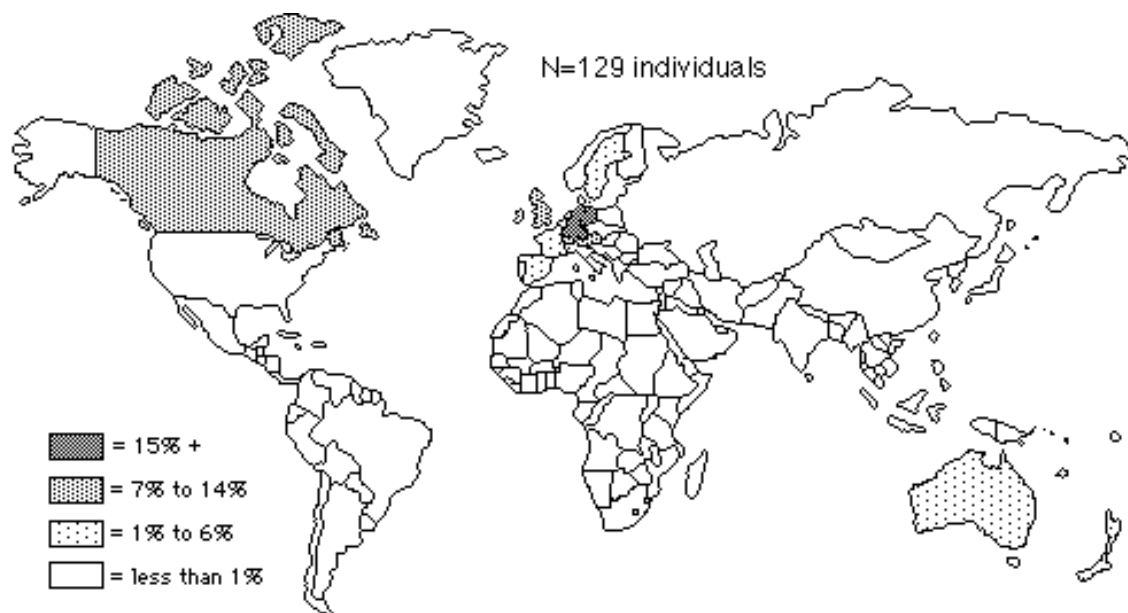 N=129 individuals
= 15% +
= 7% to 14%
= 1% to 6%
= less than 1%